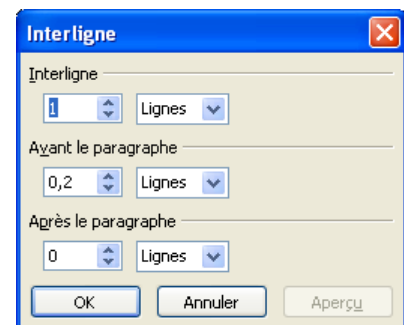 Interligne
Interligne
1 Lignes
Avant le paragraphe
0,2 Lignes
Après le paragraphe
0 Lignes
OK Annuler Aperçu